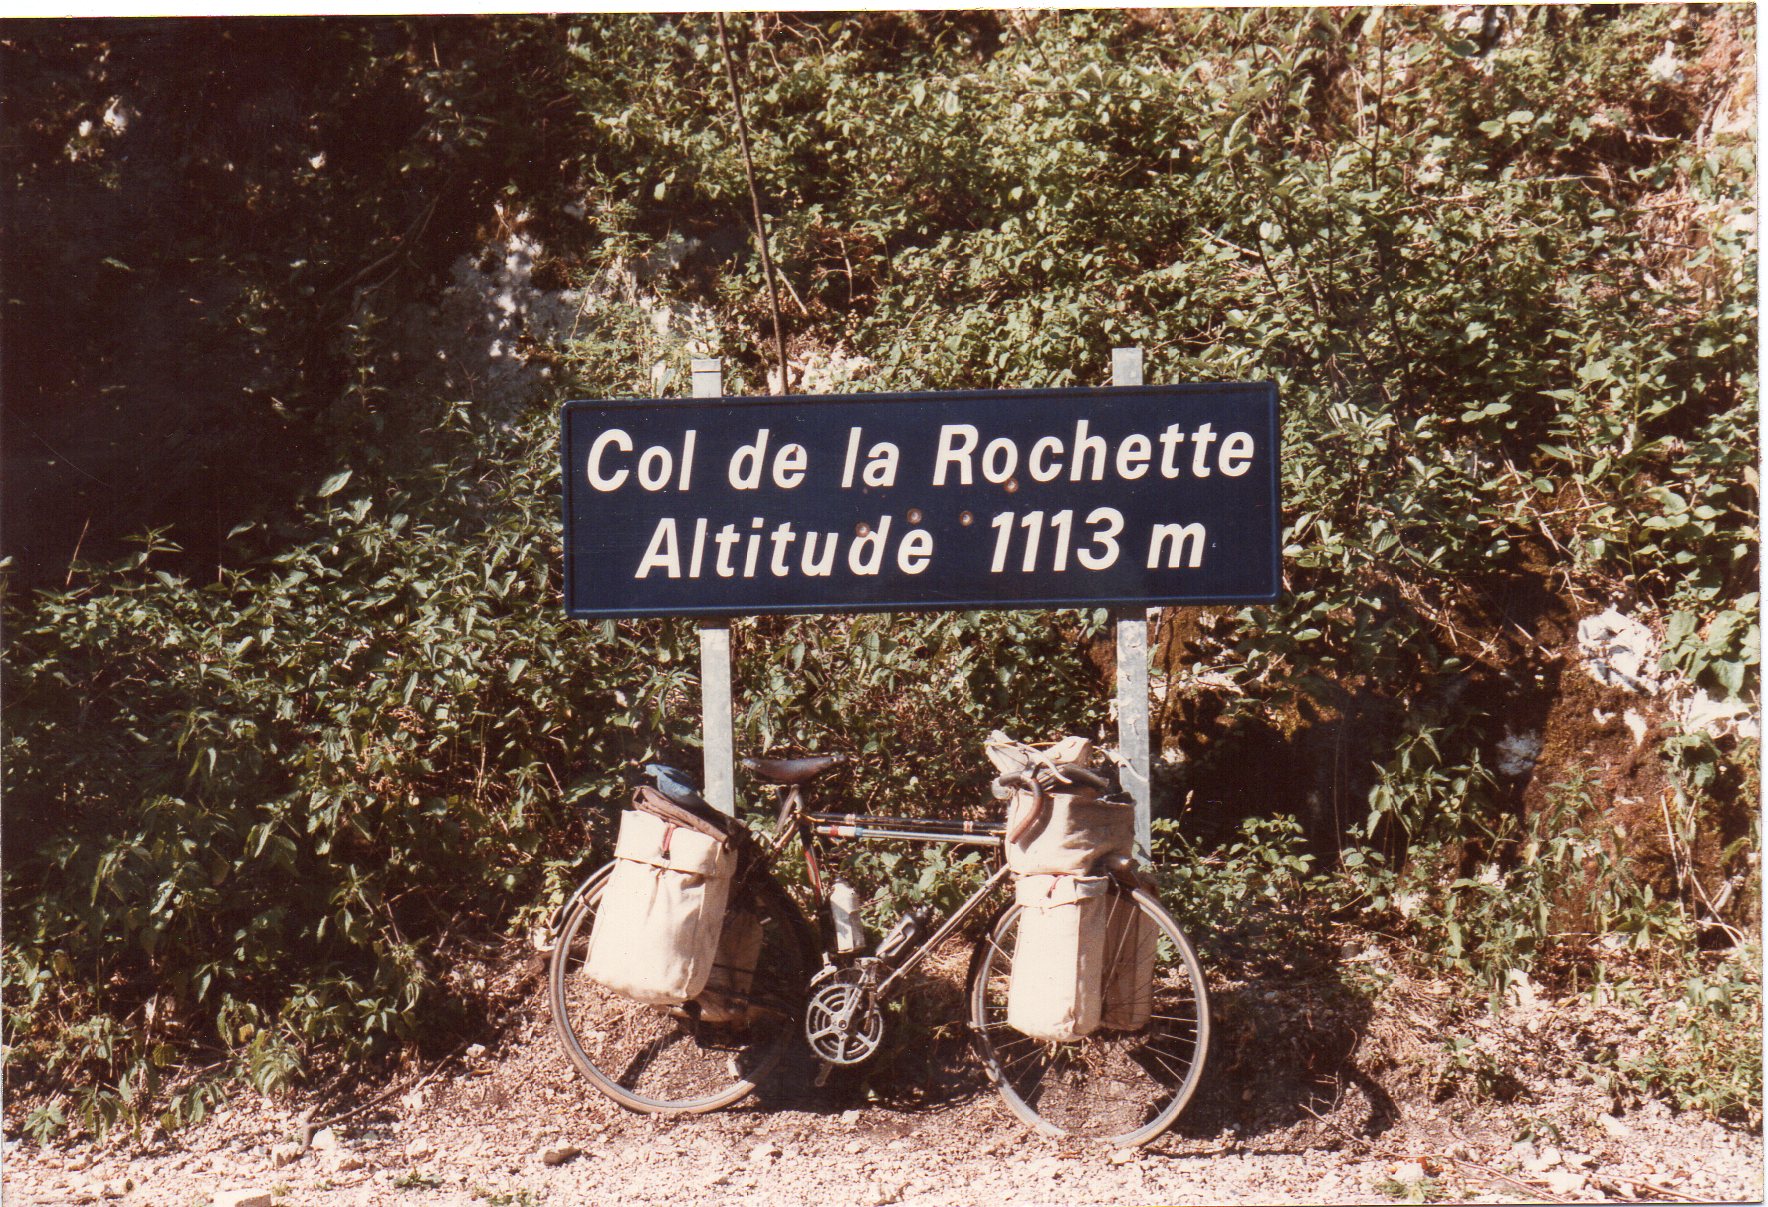 Col de la Rochette
Altitude 1113 m